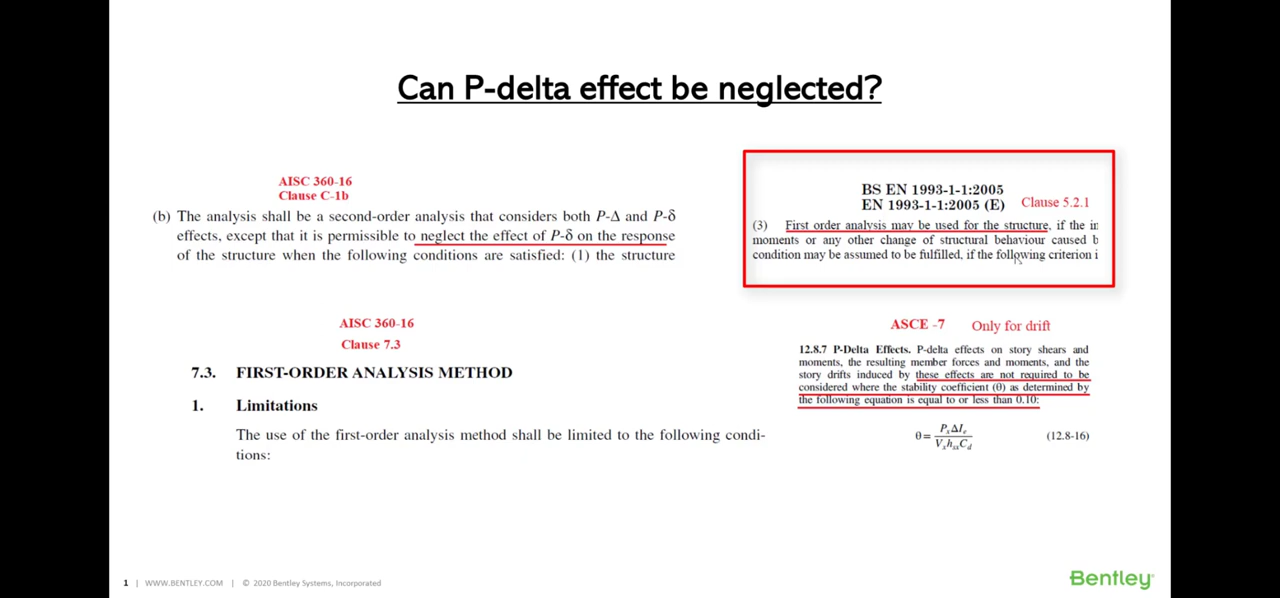 Can P-delta effect be neglected?
AISC 360-16
Clause C-1b
(b) The analysis shall be a second-order analysis that considers both P-Δ and P-δ
effects, except that it is permissible to neglect the effect of P-δ on the response
of the structure when the following conditions are satisfied: (1) the structure
BS EN 1993-1-1:2005
EN 1993-1-1:2005 (E) Clause 5.2.1
(3) First order analysis may be used for the structure, if the
moments or any other change of structural behaviour caused
condition may be assumed to be fulfilled, if the following criterion
AISC 360-16
Clause 7.3
7.3. FIRST-ORDER ANALYSIS METHOD
1. Limitations
The use of the first-order analysis method shall be limited to the following condi-
tions:
ASCE -7 Only for drift
12.8.7 P-Delta Effects. P-delta effects on story shears and
moments, the resulting member forces and moments, and the
story drifts induced by these effects are not required to be
considered where the stability coefficient (θ) as determined by
the following equation is equal to or less than 0.10:
θ = PₓΔIₑ / VₓhₛₓC_d (12.8-16)
1 | WWW.BENTLEY.COM | © 2020 Bentley Systems, Incorporated
Bentley